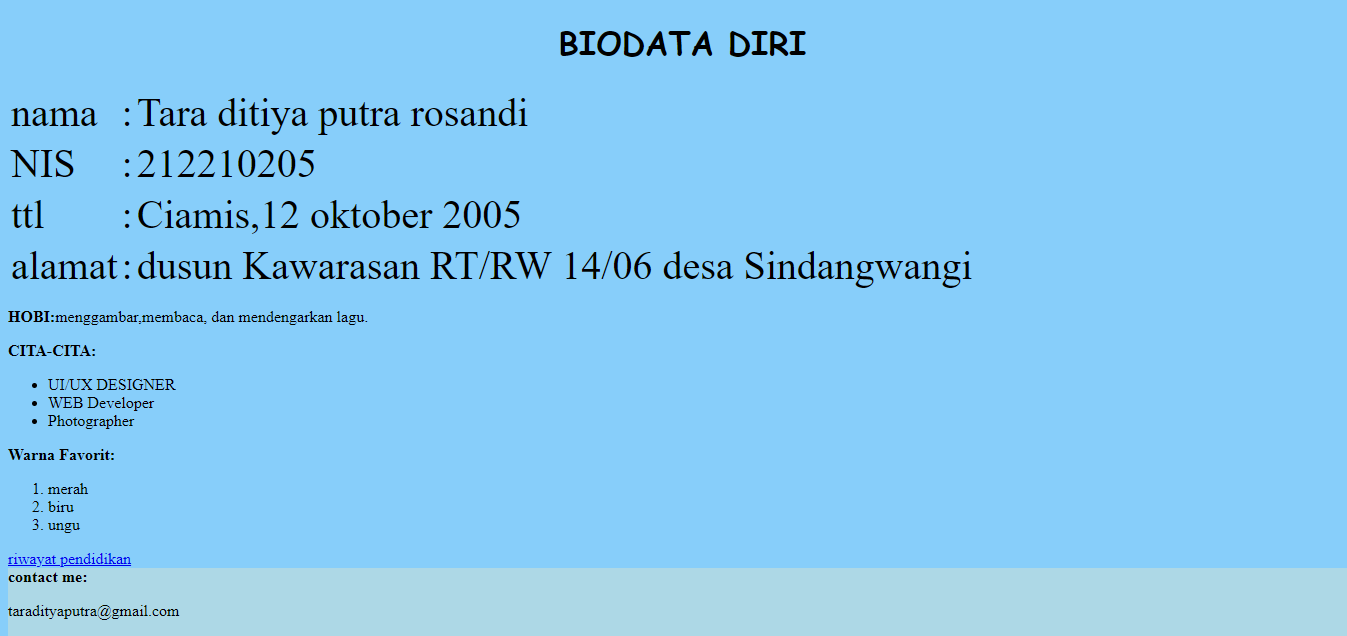 BIODATA DIRI
nama : Tara ditiya putra rosandi
NIS : 212210205
ttl : Ciamis,12 oktober 2005
alamat : dusun Kawarasan RT/RW 14/06 desa Sindangwangi
HOBI:menggambar,membaca, dan mendengarkan lagu.
CITA-CITA:
• UI/UX DESIGNER
• WEB Developer
• Photographer
Warna Favorit:
1. merah
2. biru
3. ungu
riwayat pendidikan
contact me:
taradityaputra@gmail.com